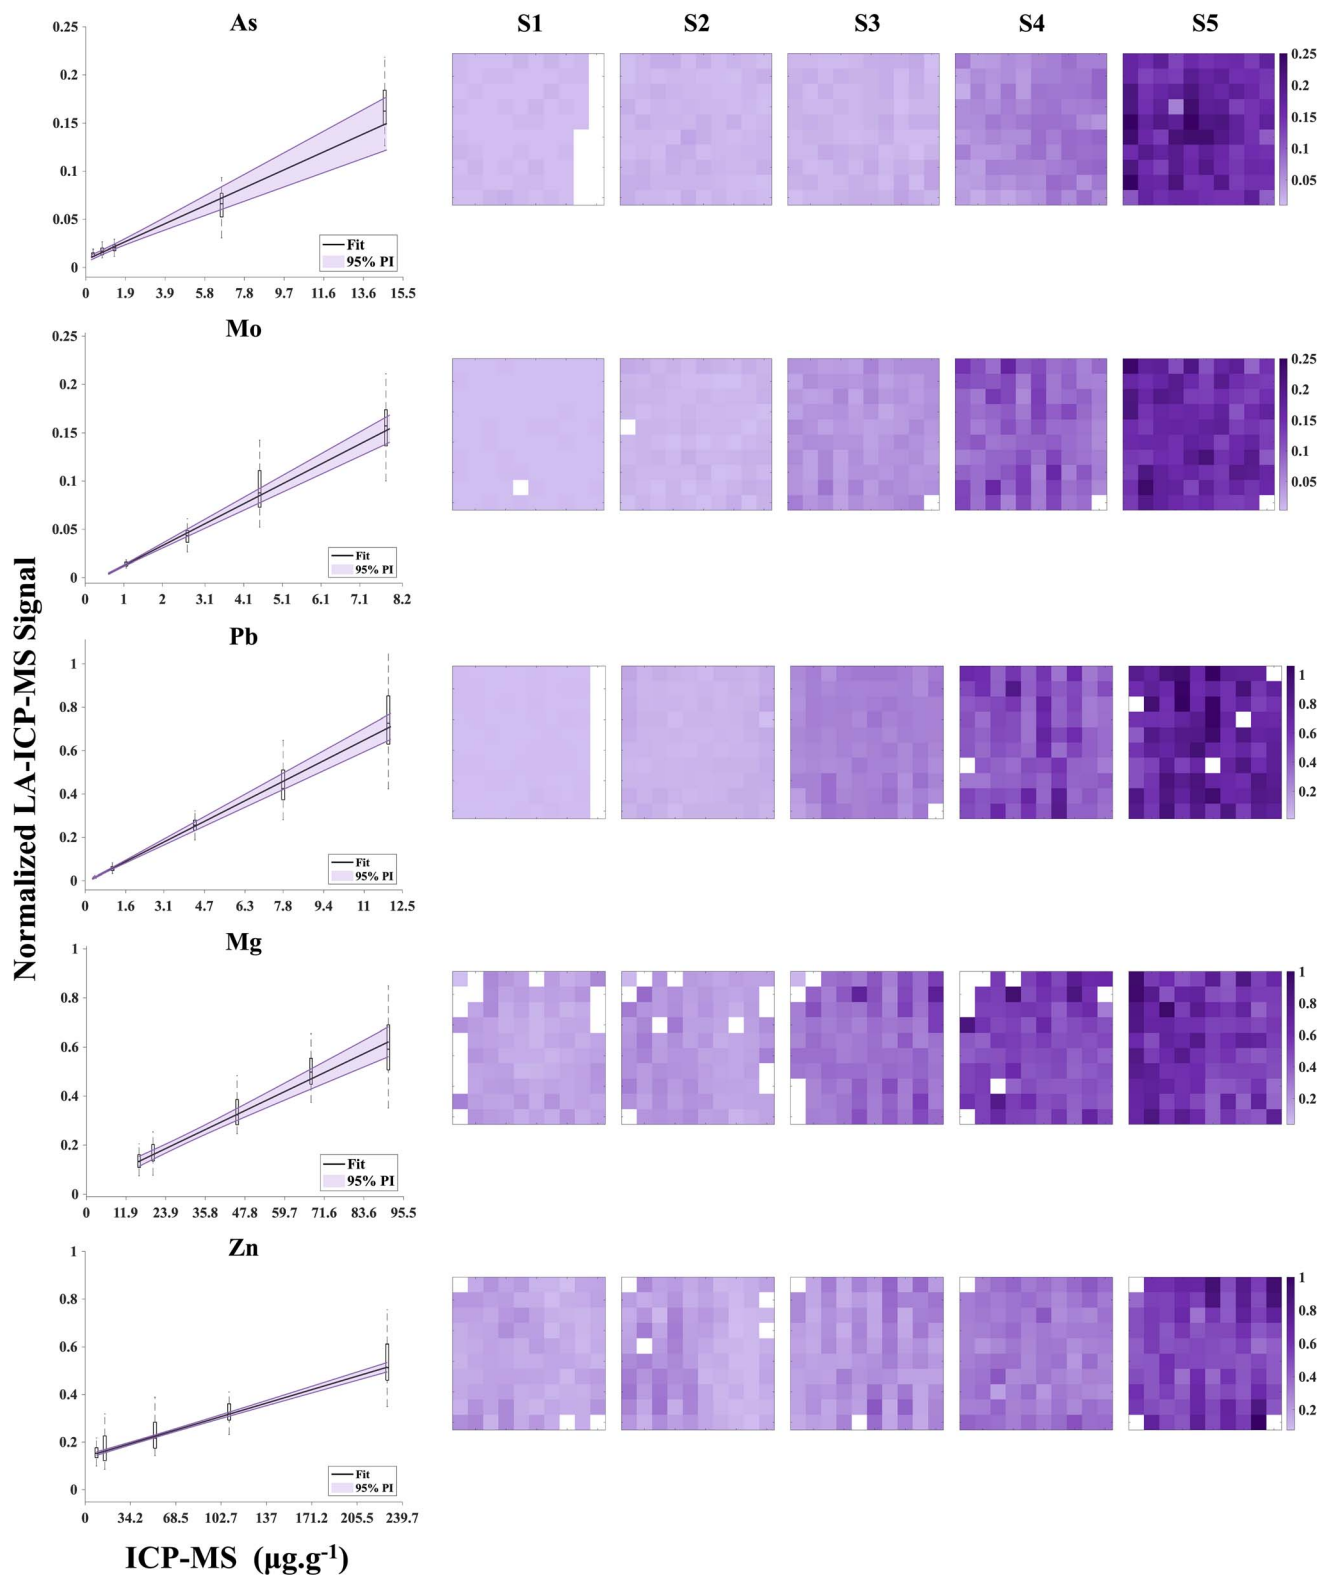 As S1 S2 S3 S4 S5
0.25
0.2
0.15
0.1
0.05
0
Fit
95% PI
0 1.9 3.9 5.8 7.8 9.7 11.6 13.6 15.5
0.25
0.2
0.15
0.1
0.05
Mo
0.25
0.2
0.15
0.1
0.05
0
Fit
95% PI
0 1 2 3.1 4.1 5.1 6.1 7.1 8.2
0.25
0.2
0.15
0.1
0.05
Normalized LA-ICP-MS Signal
Pb
1
0.8
0.6
0.4
0.2
0
Fit
95% PI
0 1.6 3.1 4.7 6.3 7.8 9.4 11 12.5
1
0.8
0.6
0.4
0.2
Mg
1
0.8
0.6
0.4
0.2
0
Fit
95% PI
0 11.9 23.9 35.8 47.8 59.7 71.6 83.6 95.5
1
0.8
0.6
0.4
0.2
Zn
1
0.8
0.6
0.4
0.2
0
Fit
95% PI
0 34.2 68.5 102.7 137 171.2 205.5 239.7
1
0.8
0.6
0.4
0.2
ICP-MS (μg.g⁻¹)